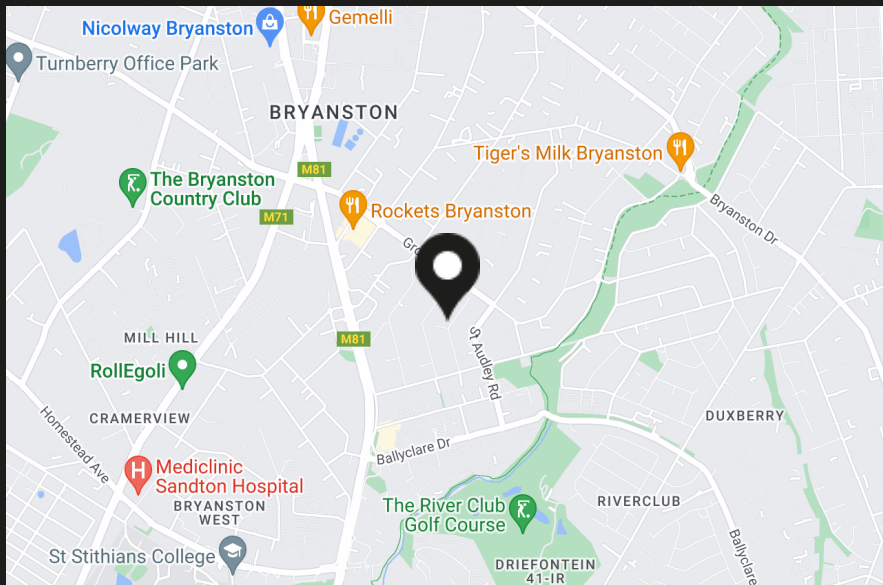 Nicolway Bryanston
Gemelli
Turnberry Office Park
BRYANSTON
Tiger's Milk Bryanston
M81
The Bryanston
Country Club
Rockets Bryanston
M71
Bryanston Dr
St Audley Rd
M81
MILL HILL
RollEgoli
CRAMERVIEW
Homestead Ave
DUXBERRY
Ballyclare Dr
Mediclinic
Sandton Hospital
BRYANSTON
WEST
The River Club
Golf Course
RIVERCLUB
St Stithians College
DRIEFONTEIN
41-IR
Ballyclare